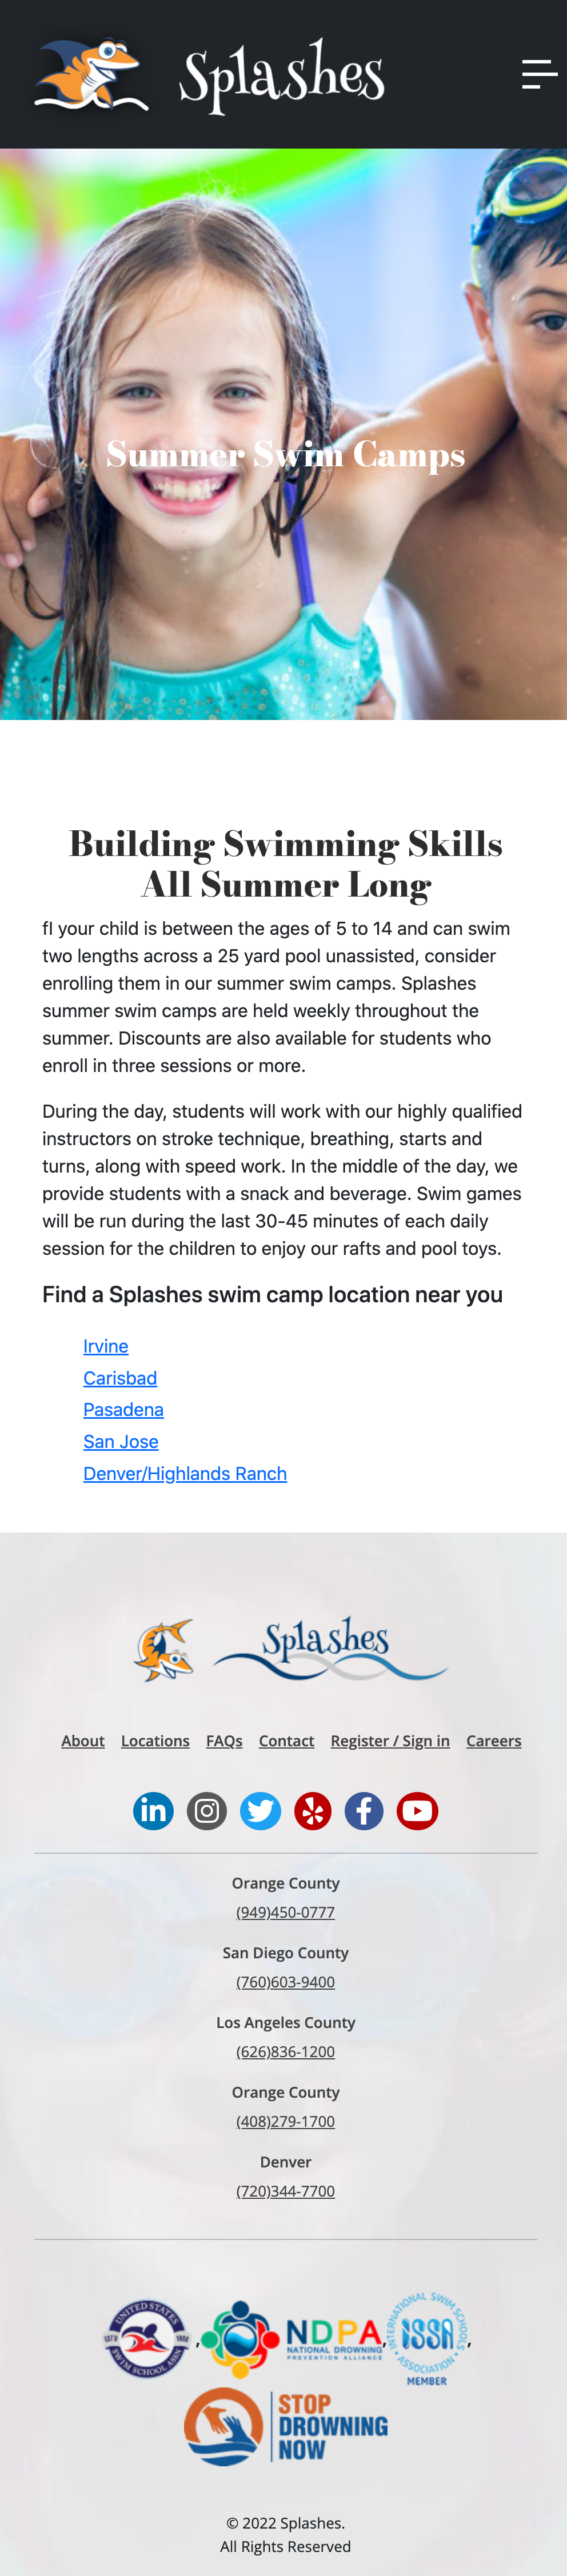 Splashes
Summer Swim Camps
Building Swimming Skills
All Summer Long
fI your child is between the ages of 5 to 14 and can swim
two lengths across a 25 yard pool unassisted, consider
enrolling them in our summer swim camps. Splashes
summer swim camps are held weekly throughout the
summer. Discounts are also available for students who
enroll in three sessions or more.
During the day, students will work with our highly qualified
instructors on stroke technique, breathing, starts and
turns, along with speed work. In the middle of the day, we
provide students with a snack and beverage. Swim games
will be run during the last 30-45 minutes of each daily
session for the children to enjoy our rafts and pool toys.
Find a Splashes swim camp location near you
Irvine
Carisbad
Pasadena
San Jose
Denver/Highlands Ranch
Splashes
About Locations FAQs Contact Register / Sign in Careers
Orange County
(949)450-0777
San Diego County
(760)603-9400
Los Angeles County
(626)836-1200
Orange County
(408)279-1700
Denver
(720)344-7700
UNITED STATES
SWIM SCHOOL ASSN.
,
NDPA
NATIONAL DROWNING
PREVENTION ALLIANCE
,
INTERNATIONAL SWIM SCHOOLS
ISSA
ASSOCIATION
MEMBER
,
STOP
DROWNING
NOW
© 2022 Splashes.
All Rights Reserved